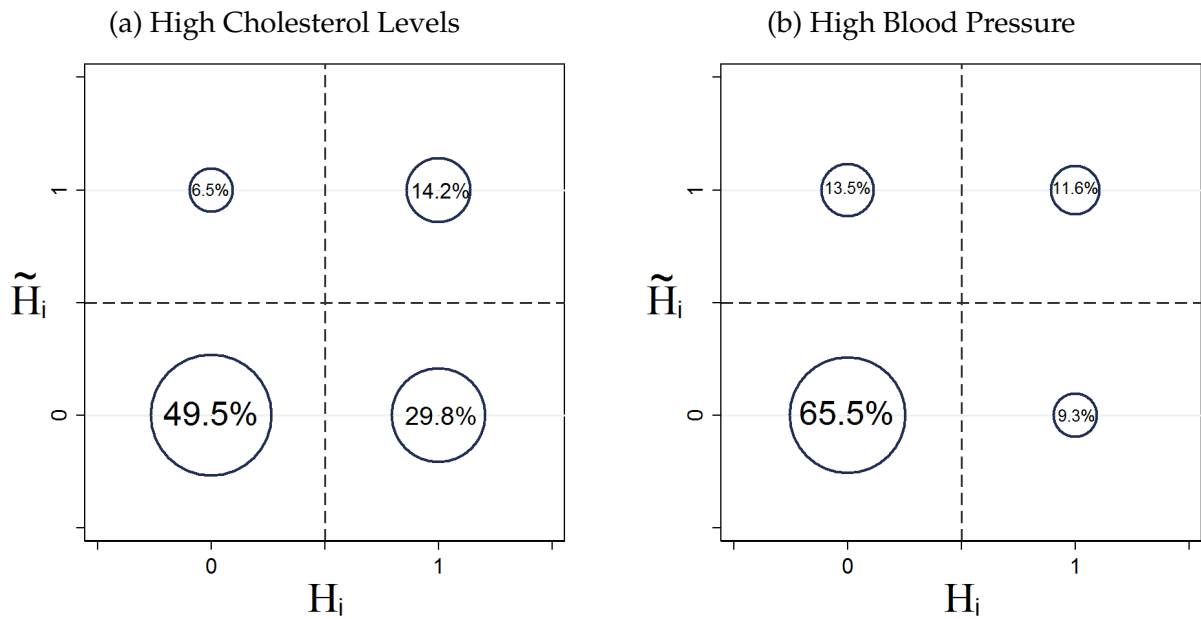 (a) High Cholesterol Levels
1
6.5%
14.2%
H̃i
0
49.5%
29.8%
0
1
Hi
(b) High Blood Pressure
1
13.5%
11.6%
H̃i
0
65.5%
9.3%
0
1
Hi